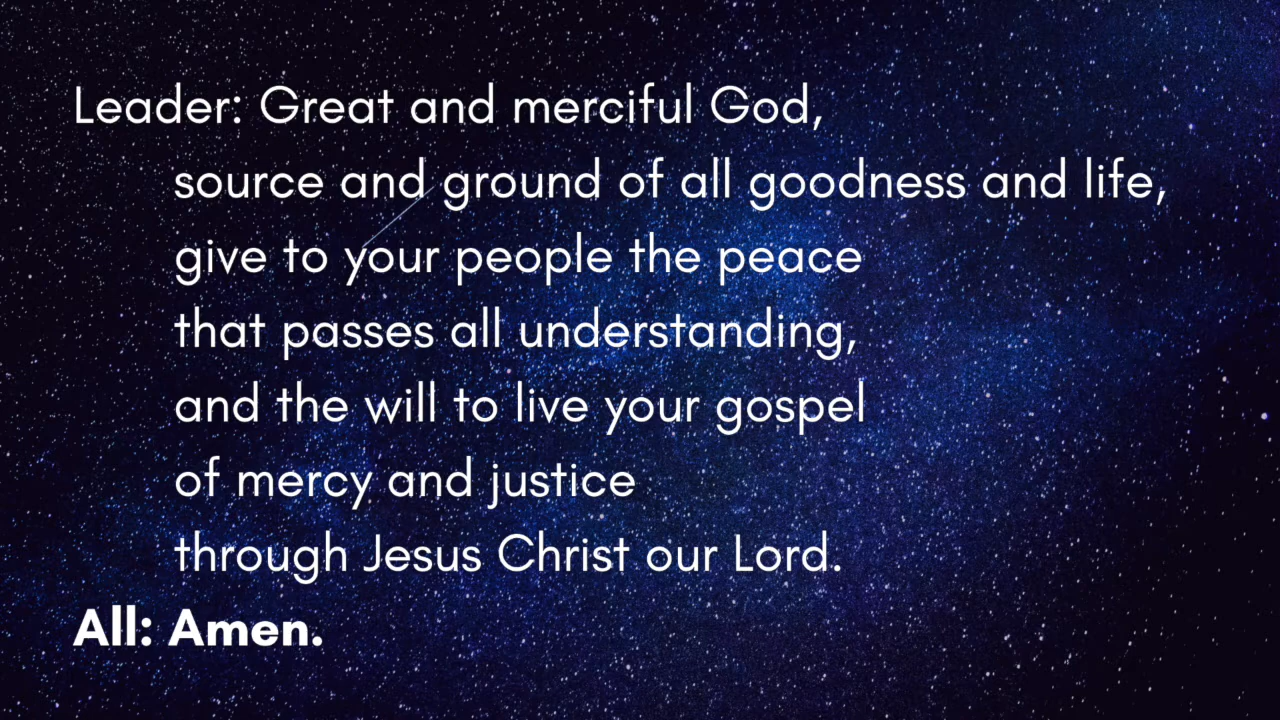 Leader: Great and merciful God,
source and ground of all goodness and life,
give to your people the peace
that passes all understanding,
and the will to live your gospel
of mercy and justice
through Jesus Christ our Lord.
All: Amen.